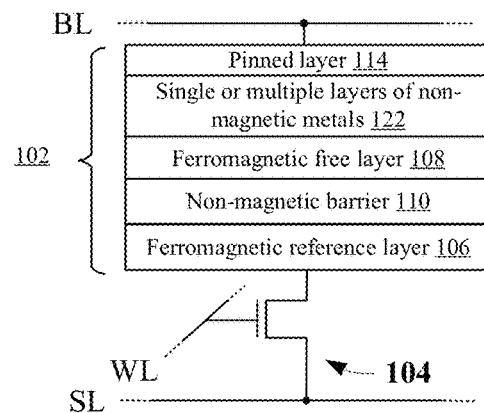 BL
Pinned layer 114
Single or multiple layers of non-
magnetic metals 122
102
Ferromagnetic free layer 108
Non-magnetic barrier 110
Ferromagnetic reference layer 106
WL
104
SL